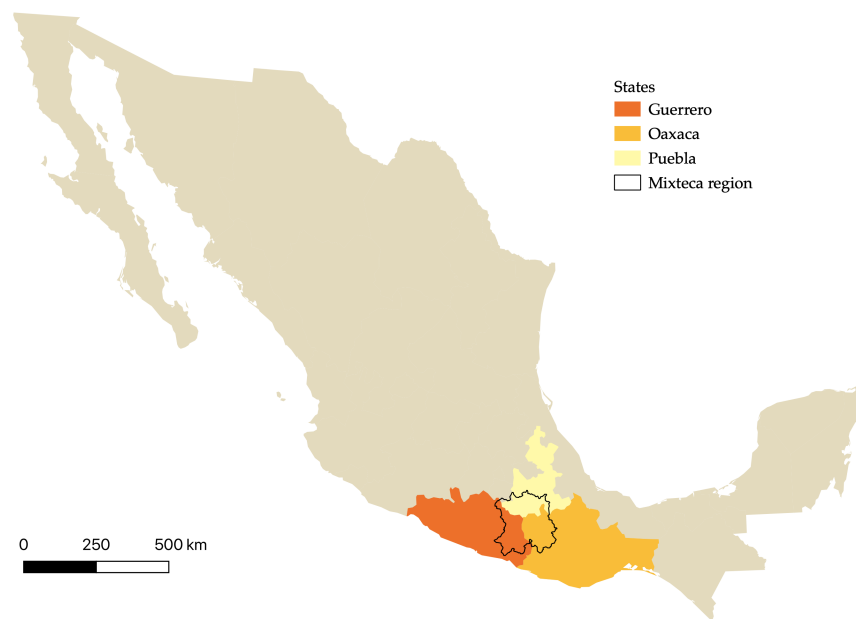 States
Guerrero
Oaxaca
Puebla
Mixteca region
0 250 500 km